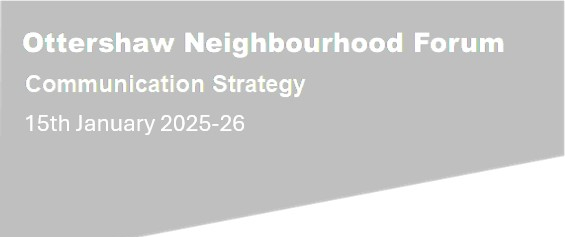 Ottershaw Neighbourhood Forum
Communication Strategy
15th January 2025-26